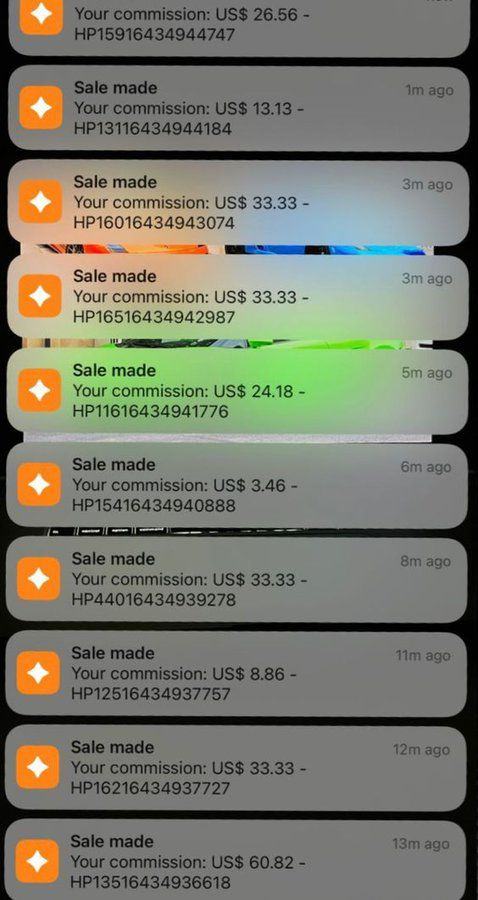 Your commission: US$ 26.56 -
HP15916434944747
Sale made
1m ago
Your commission: US$ 13.13 -
HP13116434944184
Sale made
3m ago
Your commission: US$ 33.33 -
HP16016434943074
Sale made
3m ago
Your commission: US$ 33.33 -
HP16516434942987
Sale made
5m ago
Your commission: US$ 24.18 -
HP11616434941776
Sale made
6m ago
Your commission: US$ 3.46 -
HP15416434940888
Sale made
8m ago
Your commission: US$ 33.33 -
HP44016434939278
Sale made
11m ago
Your commission: US$ 8.86 -
HP12516434937757
Sale made
12m ago
Your commission: US$ 33.33 -
HP16216434937727
Sale made
13m ago
Your commission: US$ 60.82 -
HP13516434936618